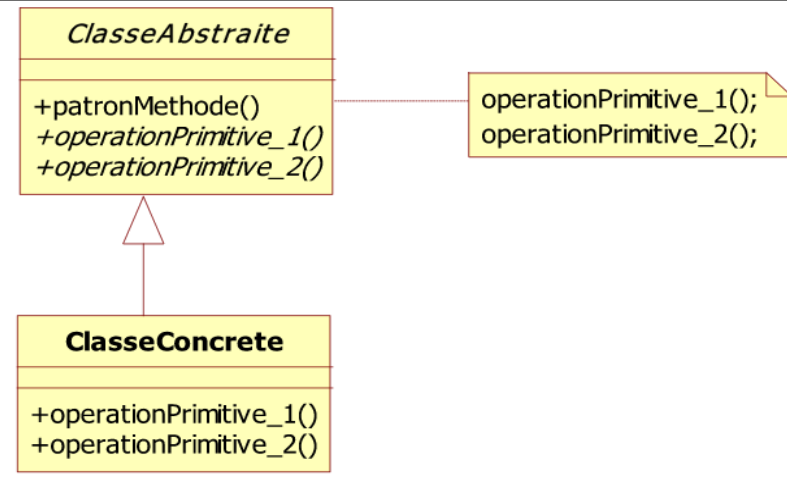 ClasseAbstraite
+patronMethode()
+operationPrimitive_1()
+operationPrimitive_2()
operationPrimitive_1();
operationPrimitive_2();
ClasseConcrete
+operationPrimitive_1()
+operationPrimitive_2()